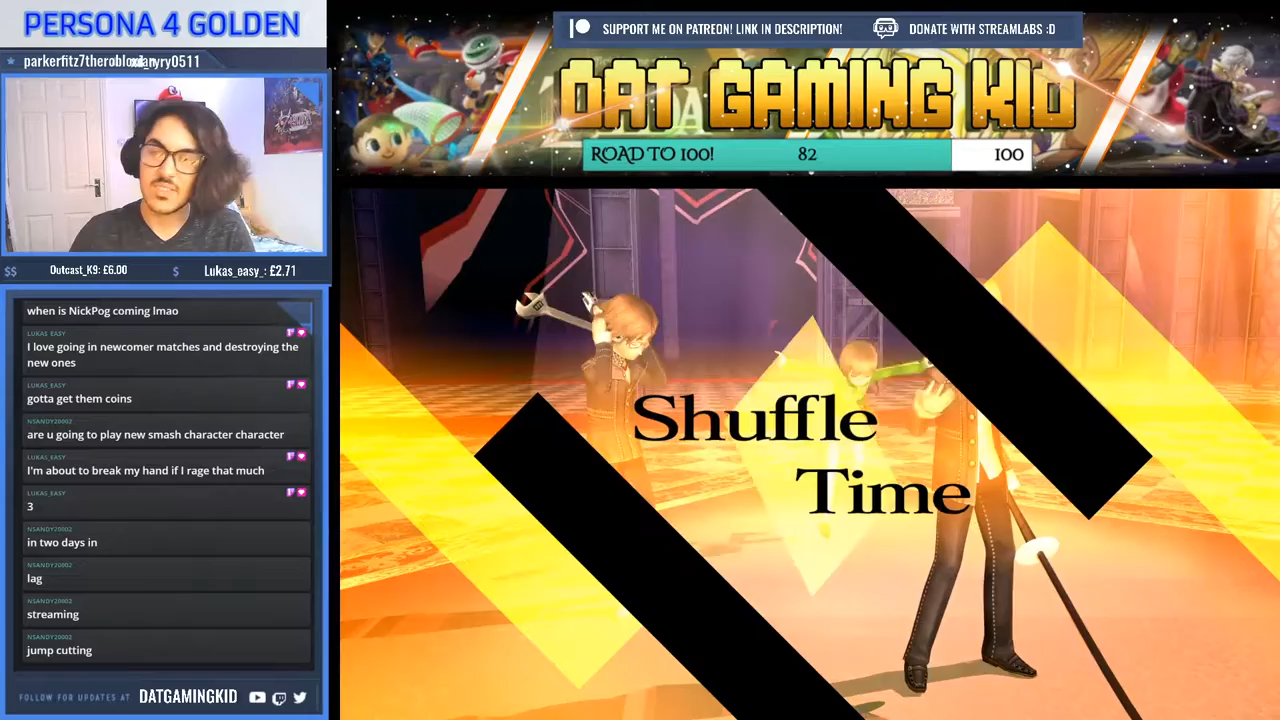 PERSONA 4 GOLDEN
SUPPORT ME ON PATREON! LINK IN DESCRIPTION!
DONATE WITH STREAMLABS :D
DAT GAMING KID
ROAD TO 100! 82 100
Outcast_K9: £6.00
Lukas_easy_: £2.71
$$
$
when is NickPog coming lmao
LUKAS_EASY
I love going in newcomer matches and destroying the
new ones
LUKAS_EASY
gotta get them coins
NSANDY20002
are u going to play new smash character character
LUKAS_EASY
I'm about to break my hand if I rage that much
LUKAS_EASY
3
NSANDY20002
in two days in
NSANDY20002
lag
NSANDY20002
streaming
NSANDY20002
jump cutting
FOLLOW FOR UPDATES AT DATGAMINGKID
Shuffle
Time